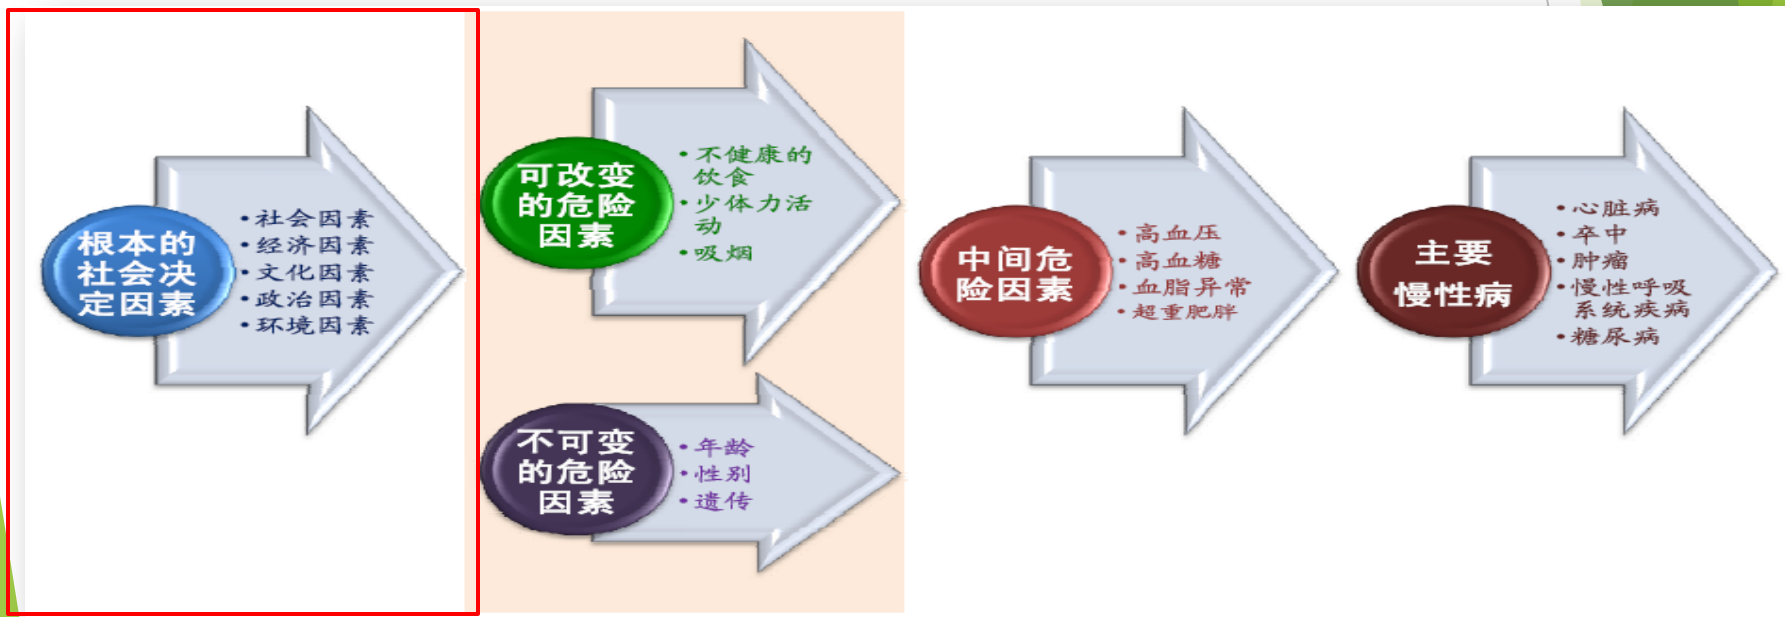 根本的
社会决
定因素
•社会因素
•经济因素
•文化因素
•政治因素
•环境因素
可改变
的危险
因素
•不健康的
饮食
•少体力活
动
•吸烟
不可变
的危险
因素
•年龄
•性别
•遗传
中间危
险因素
•高血压
•高血糖
•血脂异常
•超重肥胖
主要
慢性病
•心脏病
•卒中
•肿瘤
•慢性呼吸
系统疾病
•糖尿病